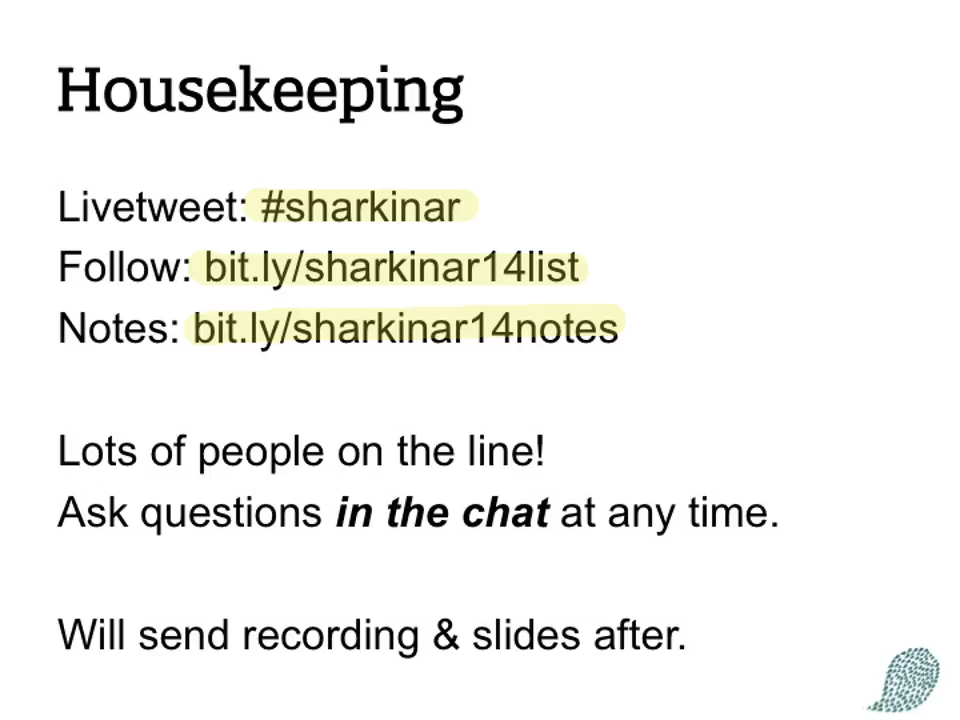 Housekeeping
Livetweet: #sharkinar
Follow: bit.ly/sharkinar14list
Notes: bit.ly/sharkinar14notes
Lots of people on the line!
Ask questions in the chat at any time.
Will send recording & slides after.